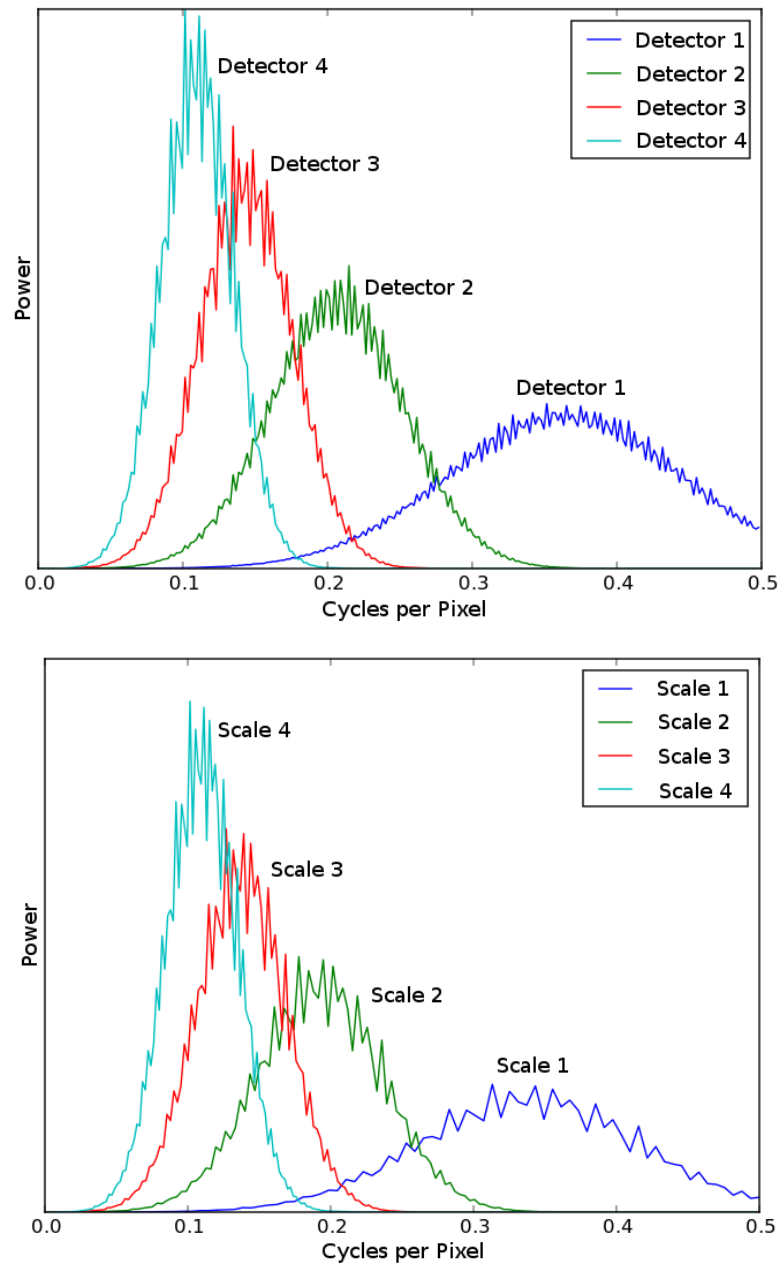 Detector 4
Detector 3
Detector 2
Detector 1
Detector 1
Detector 2
Detector 3
Detector 4
Power
0.0 0.1 0.2 0.3 0.4 0.5
Cycles per Pixel
Scale 4
Scale 3
Scale 2
Scale 1
Scale 1
Scale 2
Scale 3
Scale 4
Power
0.0 0.1 0.2 0.3 0.4 0.5
Cycles per Pixel